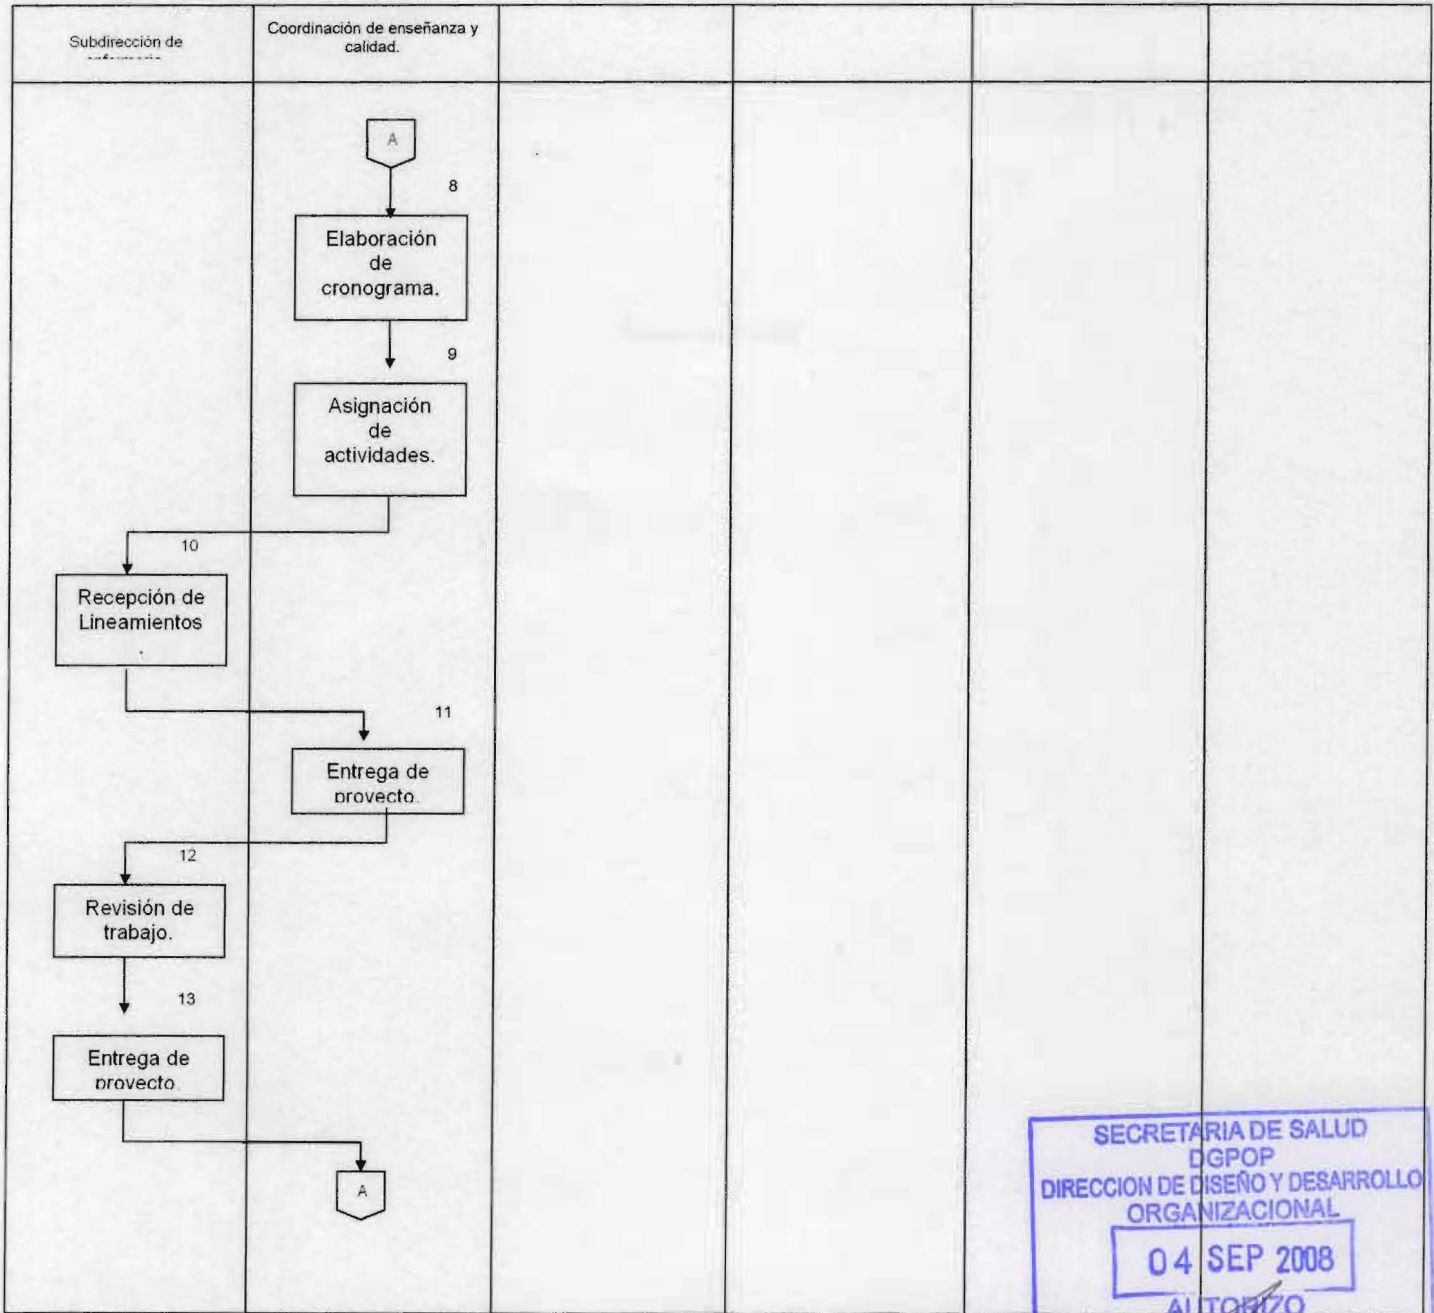 Subdirección de
Coordinación de enseñanza y
calidad.
A
8
Elaboración
de
cronograma.
9
Asignación
de
actividades.
10
Recepción de
Lineamientos
.
11
Entrega de
proyecto.
12
Revisión de
trabajo.
13
Entrega de
proyecto.
A
SECRETARIA DE SALUD
DGPOP
DIRECCION DE DISEÑO Y DESARROLLO
ORGANIZACIONAL
04 SEP 2008
AUTORIZO